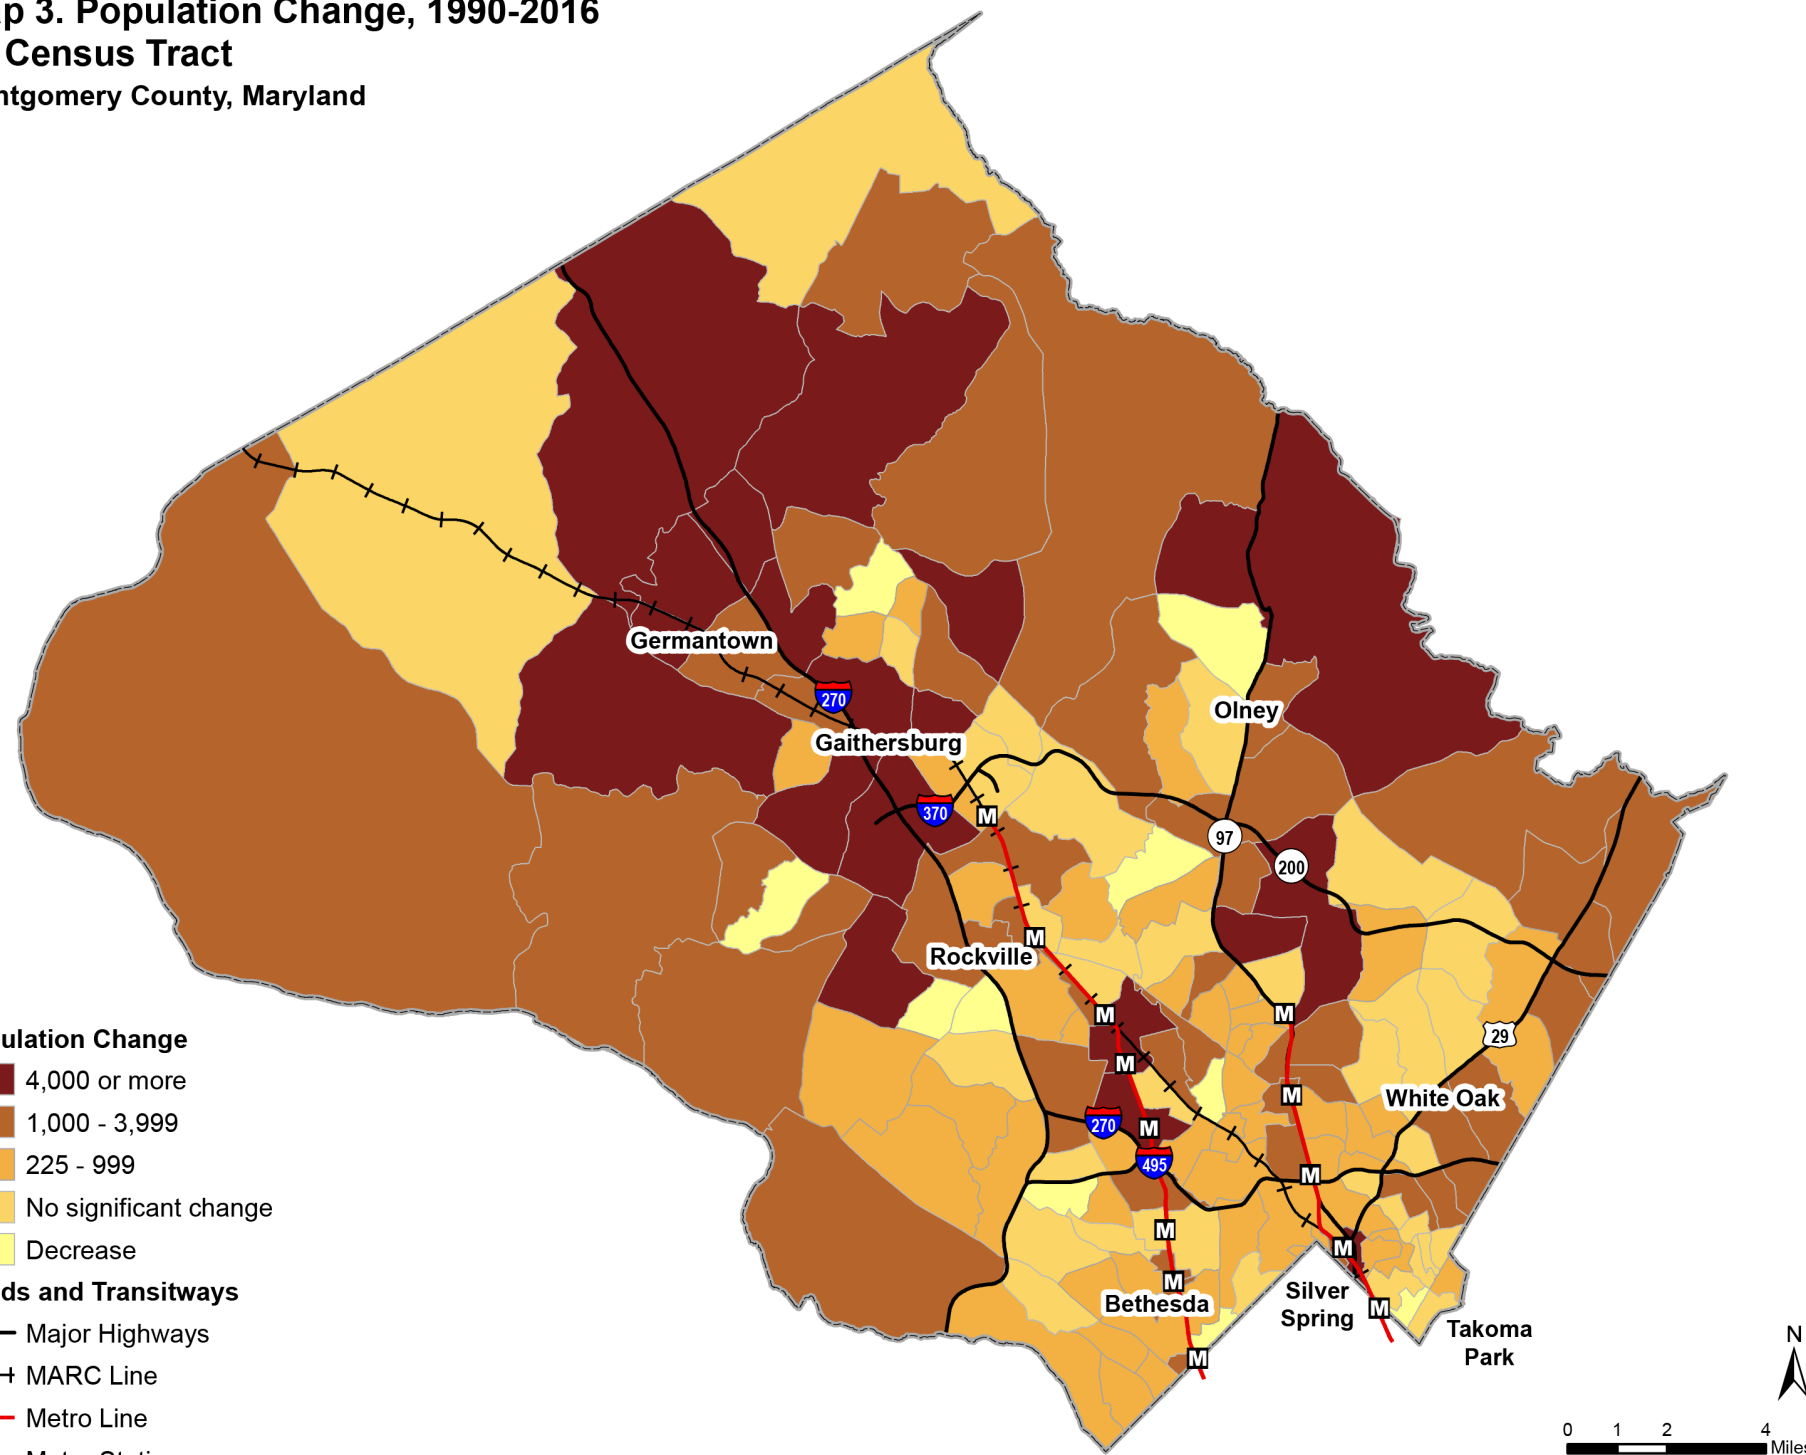 p 3. Population Change, 1990-2016
Census Tract
ntgomery County, Maryland
Germantown
270
Gaithersburg
Olney
370
97
200
Rockville
M
M
M
M
M
M
M
M
M
M
M
M
M
M
29
White Oak
270
495
Bethesda
Silver
Spring
Takoma
Park
ulation Change
4,000 or more
1,000 - 3,999
225 - 999
No significant change
Decrease
ds and Transitways
Major Highways
MARC Line
Metro Line
N
0 1 2 4
Miles